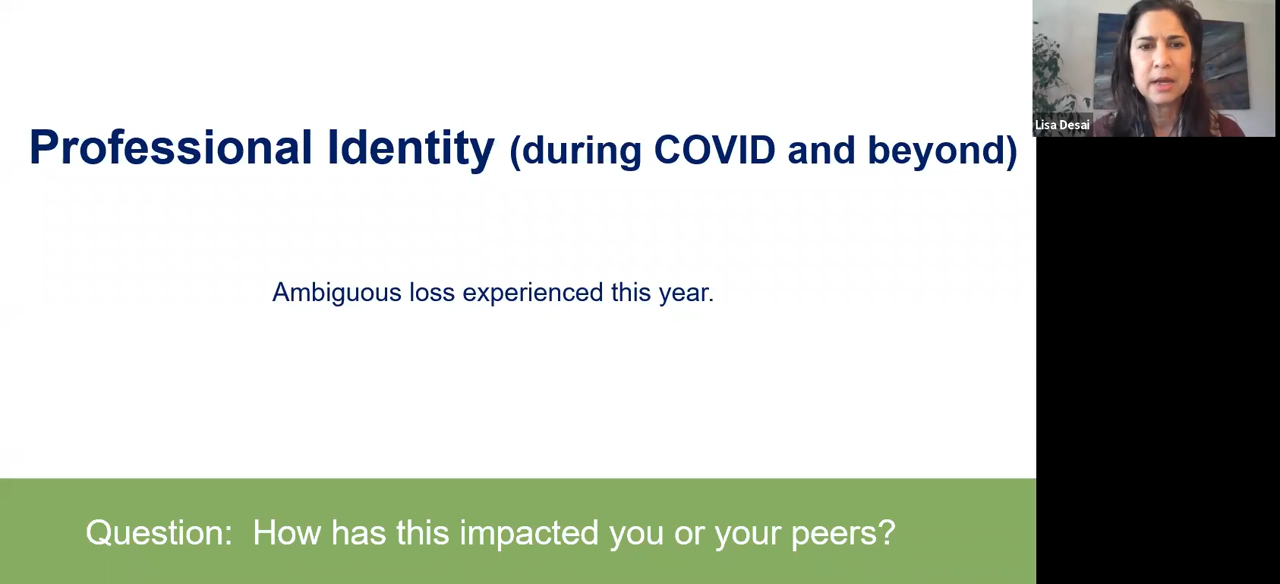 Professional Identity (during COVID and beyond)
Lisa Desai
Ambiguous loss experienced this year.
Question:  How has this impacted you or your peers?